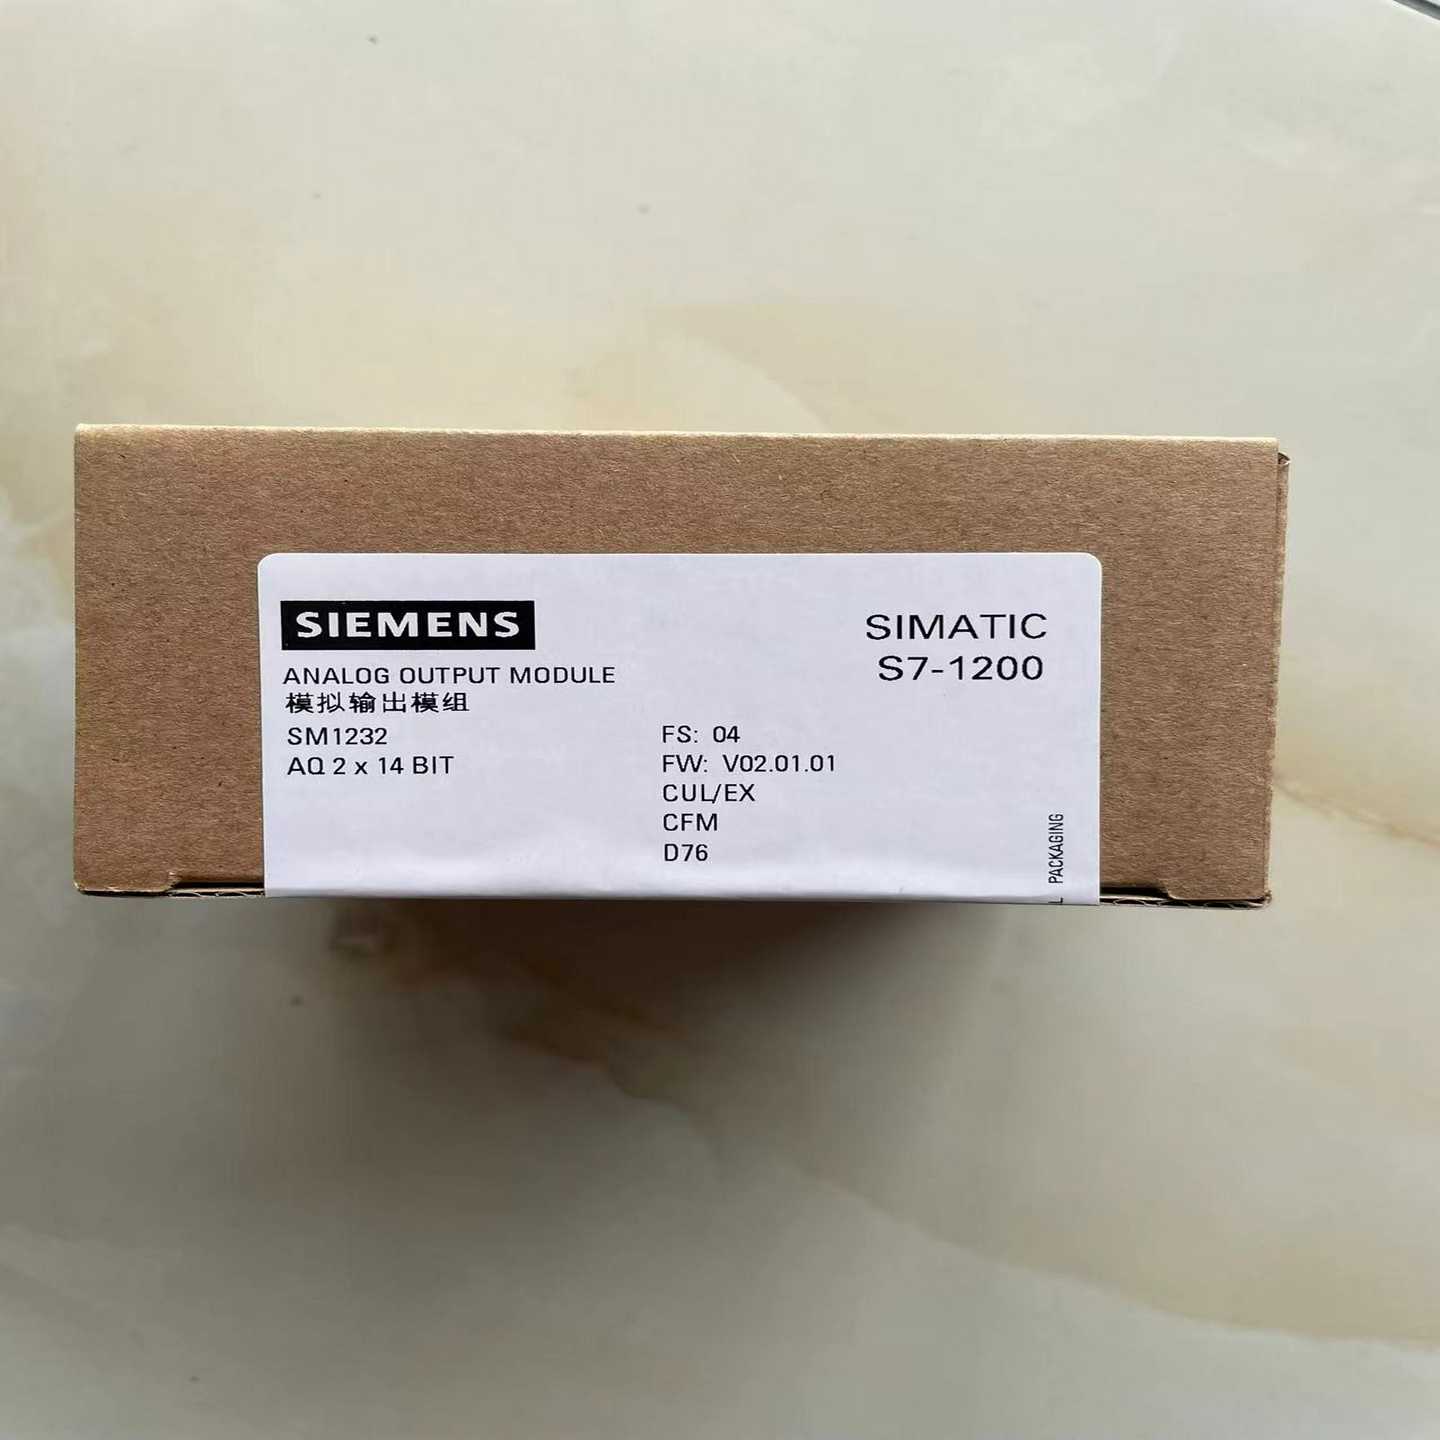 SIEMENS
SIMATIC
S7-1200
ANALOG OUTPUT MODULE
模拟输出模组
SM1232
AQ 2 x 14 BIT
FS: 04
FW: V02.01.01
CUL/EX
CFM
D76
L PACKAGING